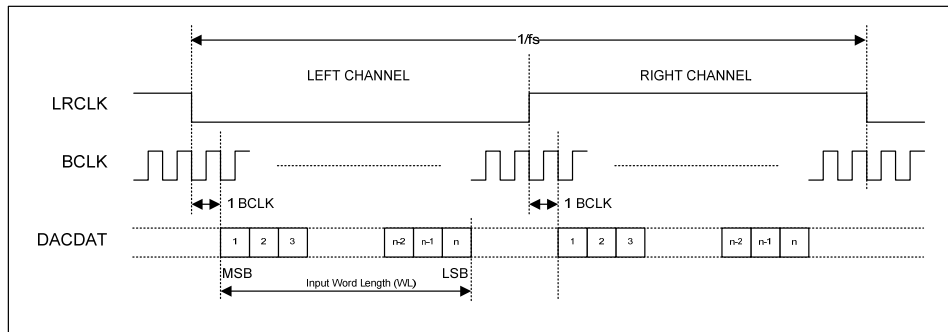 1/fs
LEFT CHANNEL RIGHT CHANNEL
LRCLK
BCLK
1 BCLK 1 BCLK
DACDAT 1 2 3 n-2 n-1 n 1 2 3 n-2 n-1 n
MSB LSB
Input Word Length (WL)